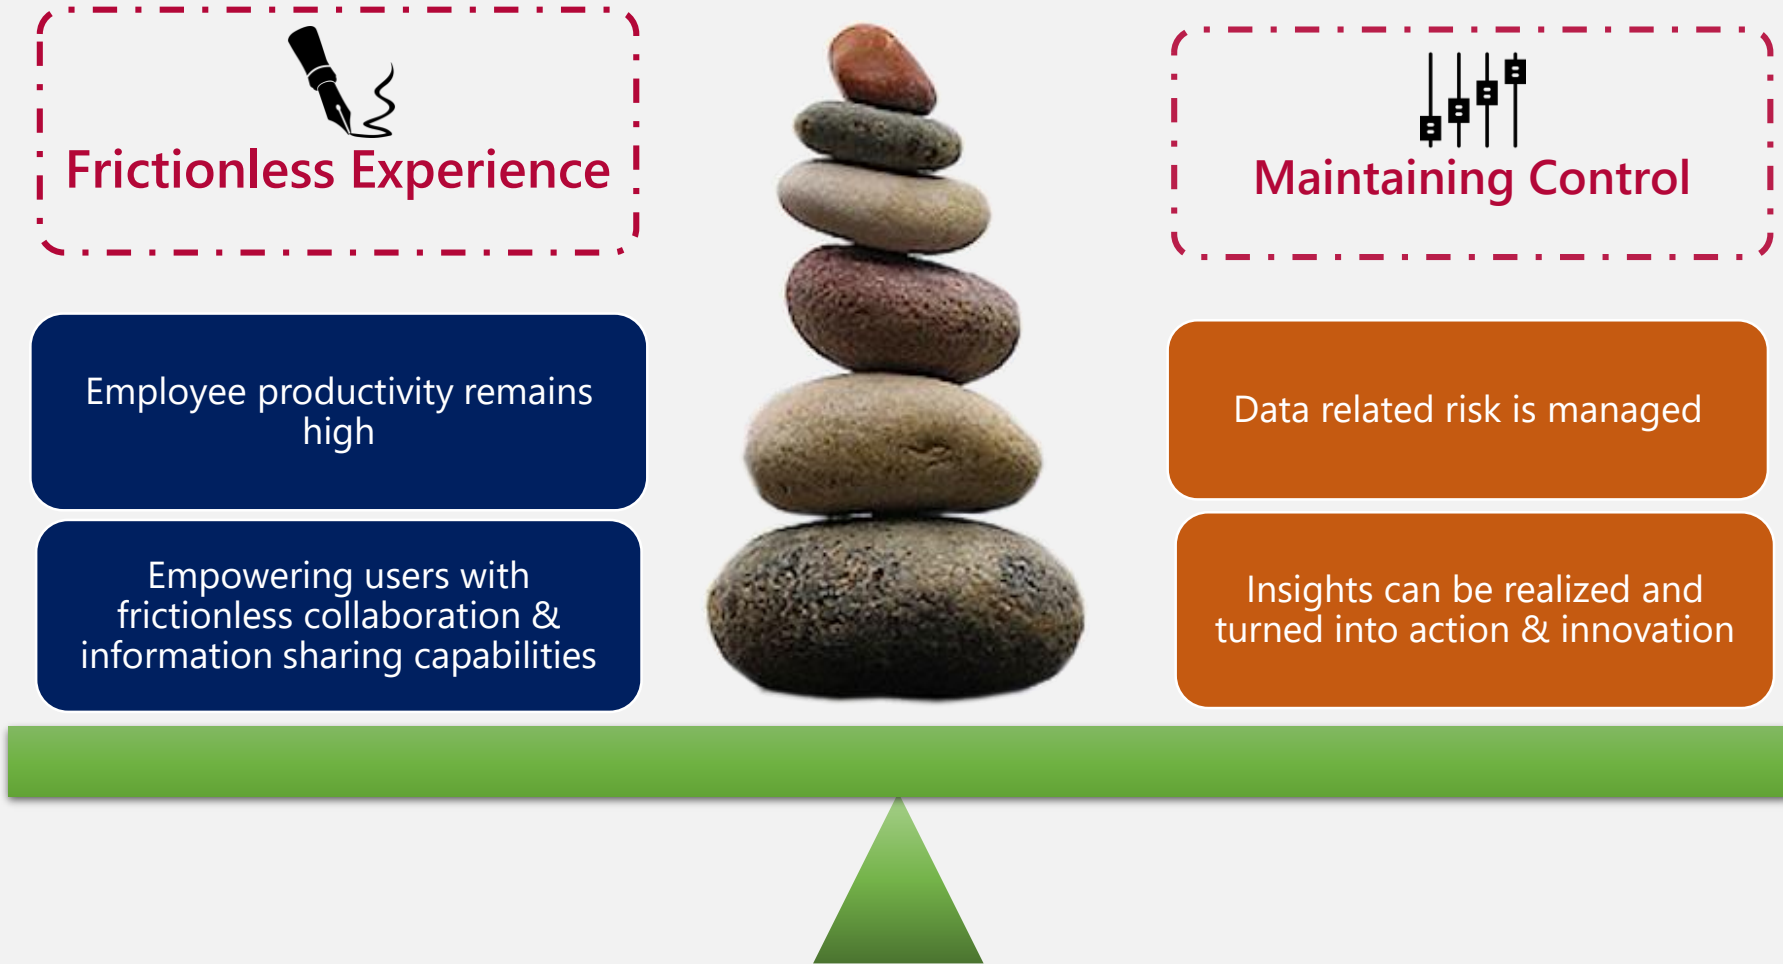 Frictionless Experience
Employee productivity remains
high
Empowering users with
frictionless collaboration &
information sharing capabilities
Maintaining Control
Data related risk is managed
Insights can be realized and
turned into action & innovation